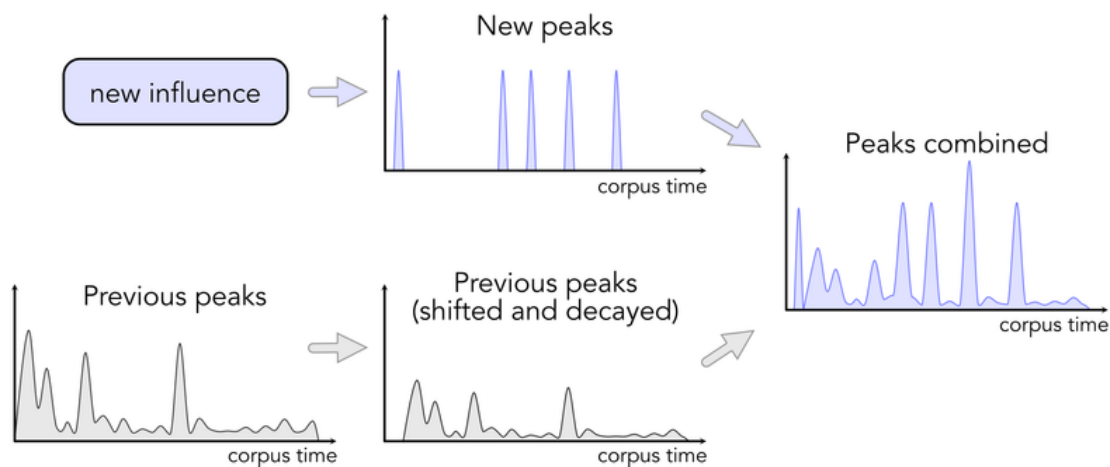 New peaks
new influence
corpus time
Peaks combined
corpus time
Previous peaks
corpus time
Previous peaks
(shifted and decayed)
corpus time